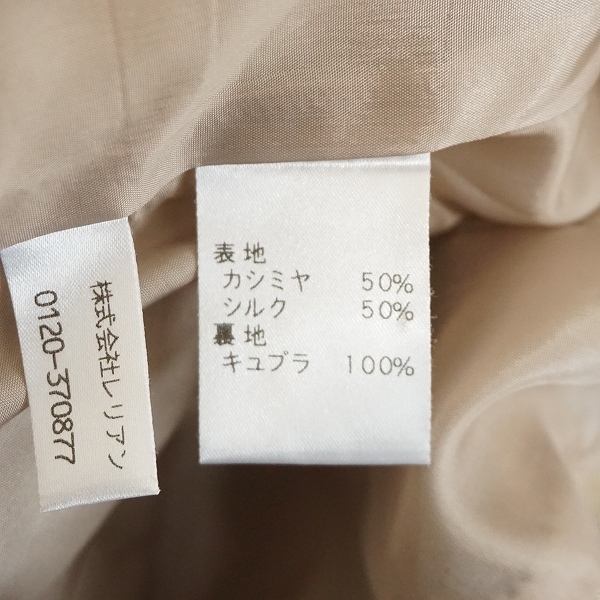 表地
カシミヤ 50%
シルク 50%
裏地
キュプラ 100%
株式会社レリアン
0120-370877